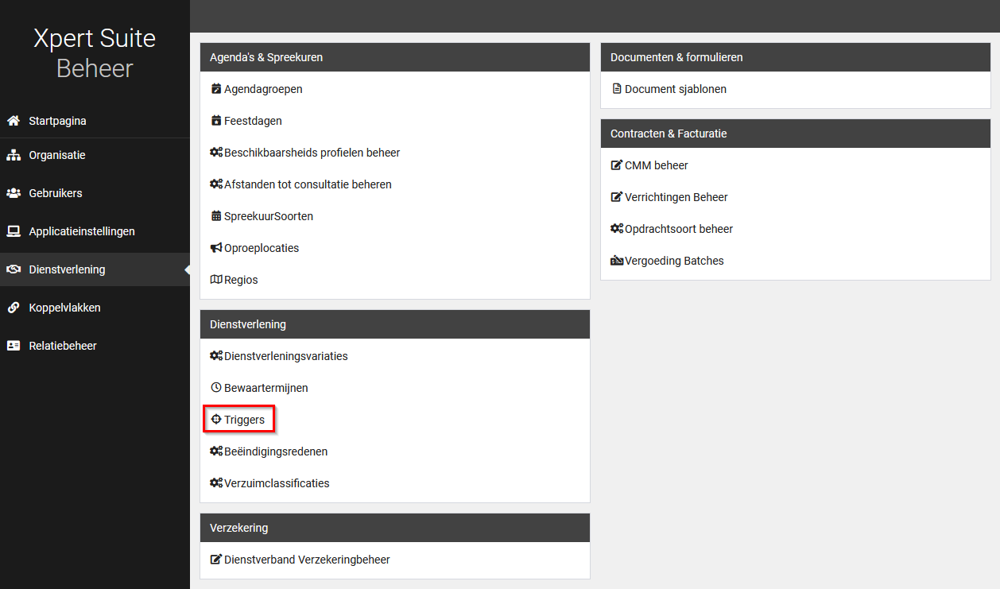 Xpert Suite
Beheer
Startpagina
Organisatie
Gebruikers
Applicatieinstellingen
Dienstverlening
Koppelvlakken
Relatiebeheer
Agenda's & Spreekuren
Agendagroepen
Feestdagen
Beschikbaarsheids profielen beheer
Afstanden tot consultatie beheren
SpreekuurSoorten
Oproeplocaties
Regios
Dienstverlening
Dienstverleningsvariaties
Bewaartermijnen
Triggers
Beëindigingsredenen
Verzuimclassificaties
Verzekering
Dienstverband Verzekeringbeheer
Documenten & formulieren
Document sjablonen
Contracten & Facturatie
CMM beheer
Verrichtingen Beheer
Opdrachtsoort beheer
Vergoeding Batches